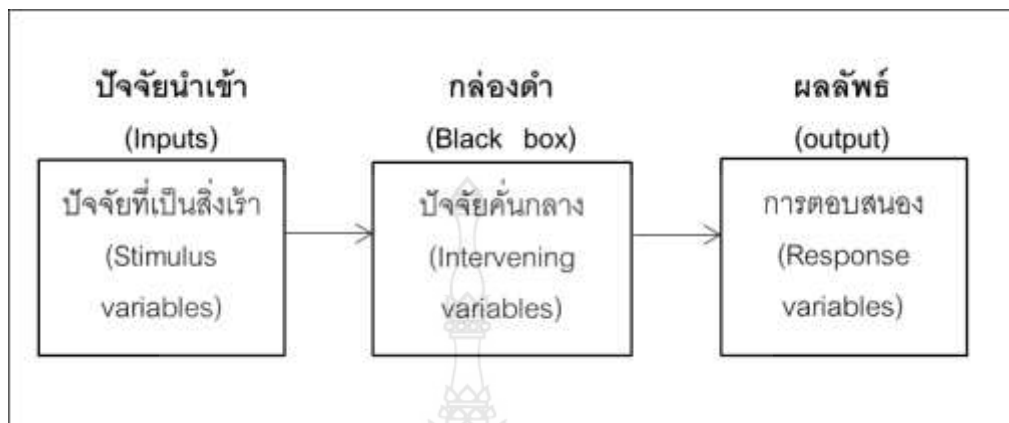 ปัจจัยนำเข้า
(Inputs)
ปัจจัยที่เป็นสิ่งเร้า
(Stimulus
variables)
กล่องดำ
(Black box)
ปัจจัยคั่นกลาง
(Intervening
variables)
ผลลัพธ์
(output)
การตอบสนอง
(Response
variables)